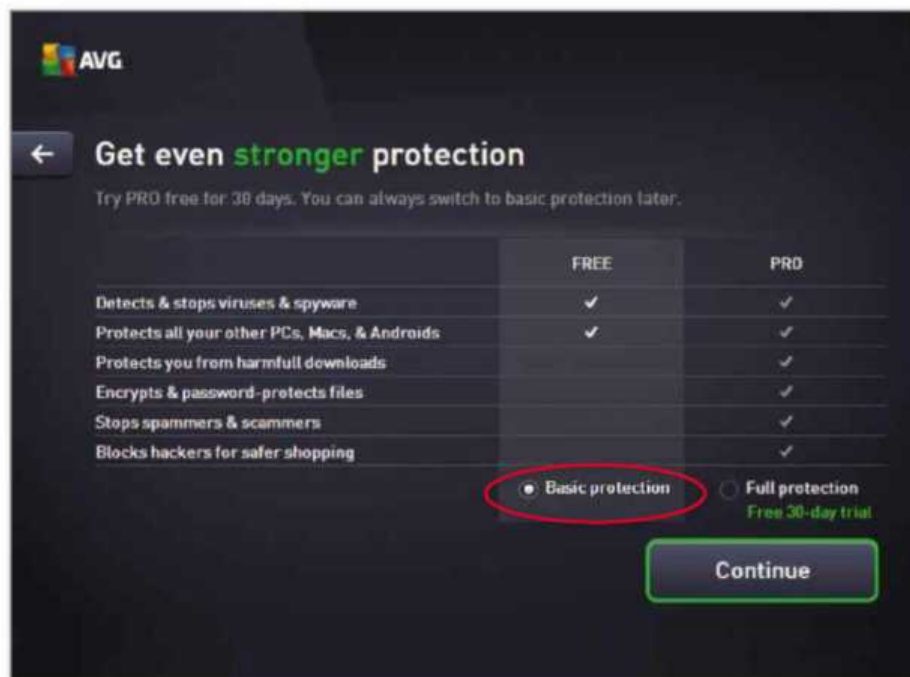 AVG
Get even stronger protection
Try PRO free for 30 days. You can always switch to basic protection later.
FREE PRO
Detects & stops viruses & spyware
Protects all your other PCs, Macs, & Androids
Protects you from harmfull downloads
Encrypts & password-protects files
Stops spammers & scammers
Blocks hackers for safer shopping
Basic protection Full protection
Free 30-day trial
Continue